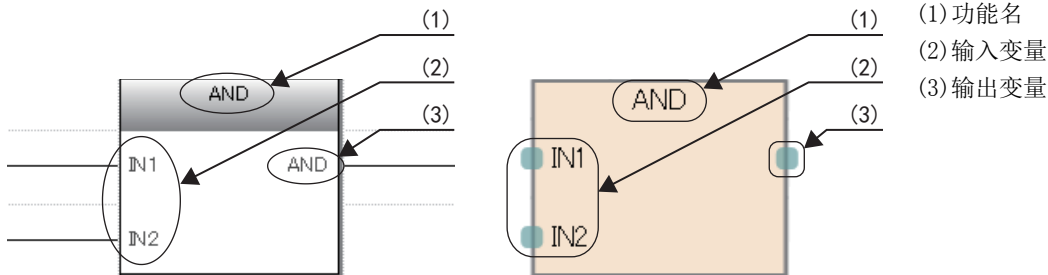 (1)
(2)
(3)
AND
IN1
AND
IN2
(1)
(2)
(3)
AND
IN1
IN2
(1)功能名
(2)输入变量
(3)输出变量